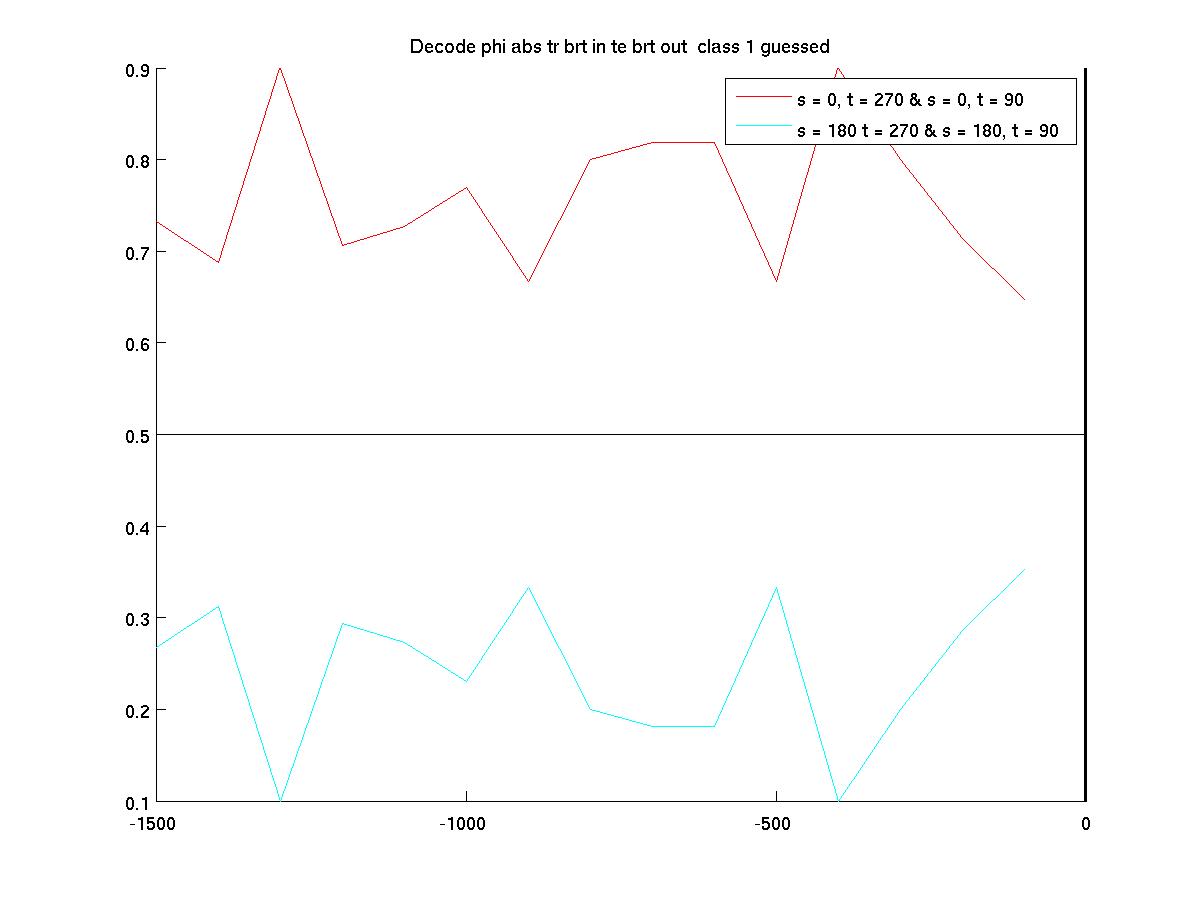 Decode phi abs tr brt in te brt out  class 1 guessed
0.9
s = 0, t = 270 & s = 0, t = 90
s = 180 t = 270 & s = 180, t = 90
0.8
0.7
0.6
0.5
0.4
0.3
0.2
0.1
-1500 -1000 -500 0